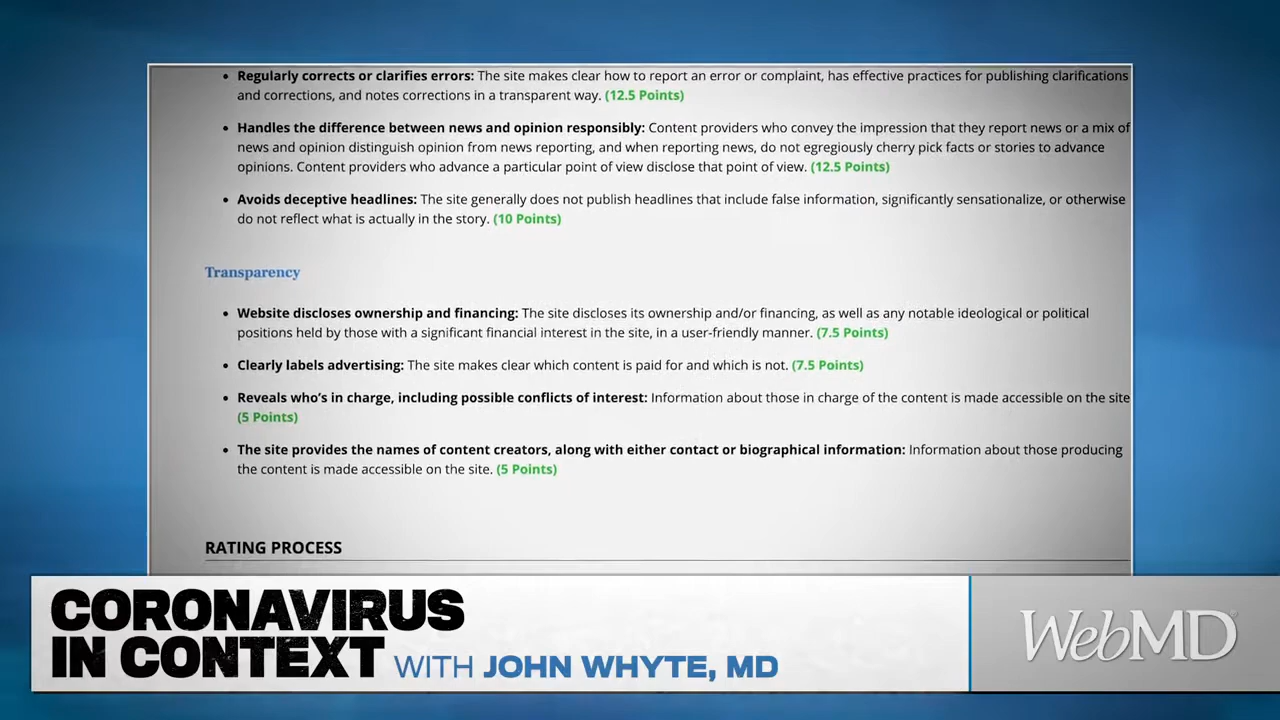 • Regularly corrects or clarifies errors: The site makes clear how to report an error or complaint, has effective practices for publishing clarifications
and corrections, and notes corrections in a transparent way. (12.5 Points)
• Handles the difference between news and opinion responsibly: Content providers who convey the impression that they report news or a mix of
news and opinion distinguish opinion from news reporting, and when reporting news, do not egregiously cherry pick facts or stories to advance
opinions. Content providers who advance a particular point of view disclose that point of view. (12.5 Points)
• Avoids deceptive headlines: The site generally does not publish headlines that include false information, significantly sensationalize, or otherwise
do not reflect what is actually in the story. (10 Points)
Transparency
• Website discloses ownership and financing: The site discloses its ownership and/or financing, as well as any notable ideological or political
positions held by those with a significant financial interest in the site, in a user-friendly manner. (7.5 Points)
• Clearly labels advertising: The site makes clear which content is paid for and which is not. (7.5 Points)
• Reveals who's in charge, including possible conflicts of interest: Information about those in charge of the content is made accessible on the site
(5 Points)
• The site provides the names of content creators, along with either contact or biographical information: Information about those producing
the content is made accessible on the site. (5 Points)
RATING PROCESS
CORONAVIRUS
IN CONTEXT WITH JOHN WHYTE, MD
WebMD®